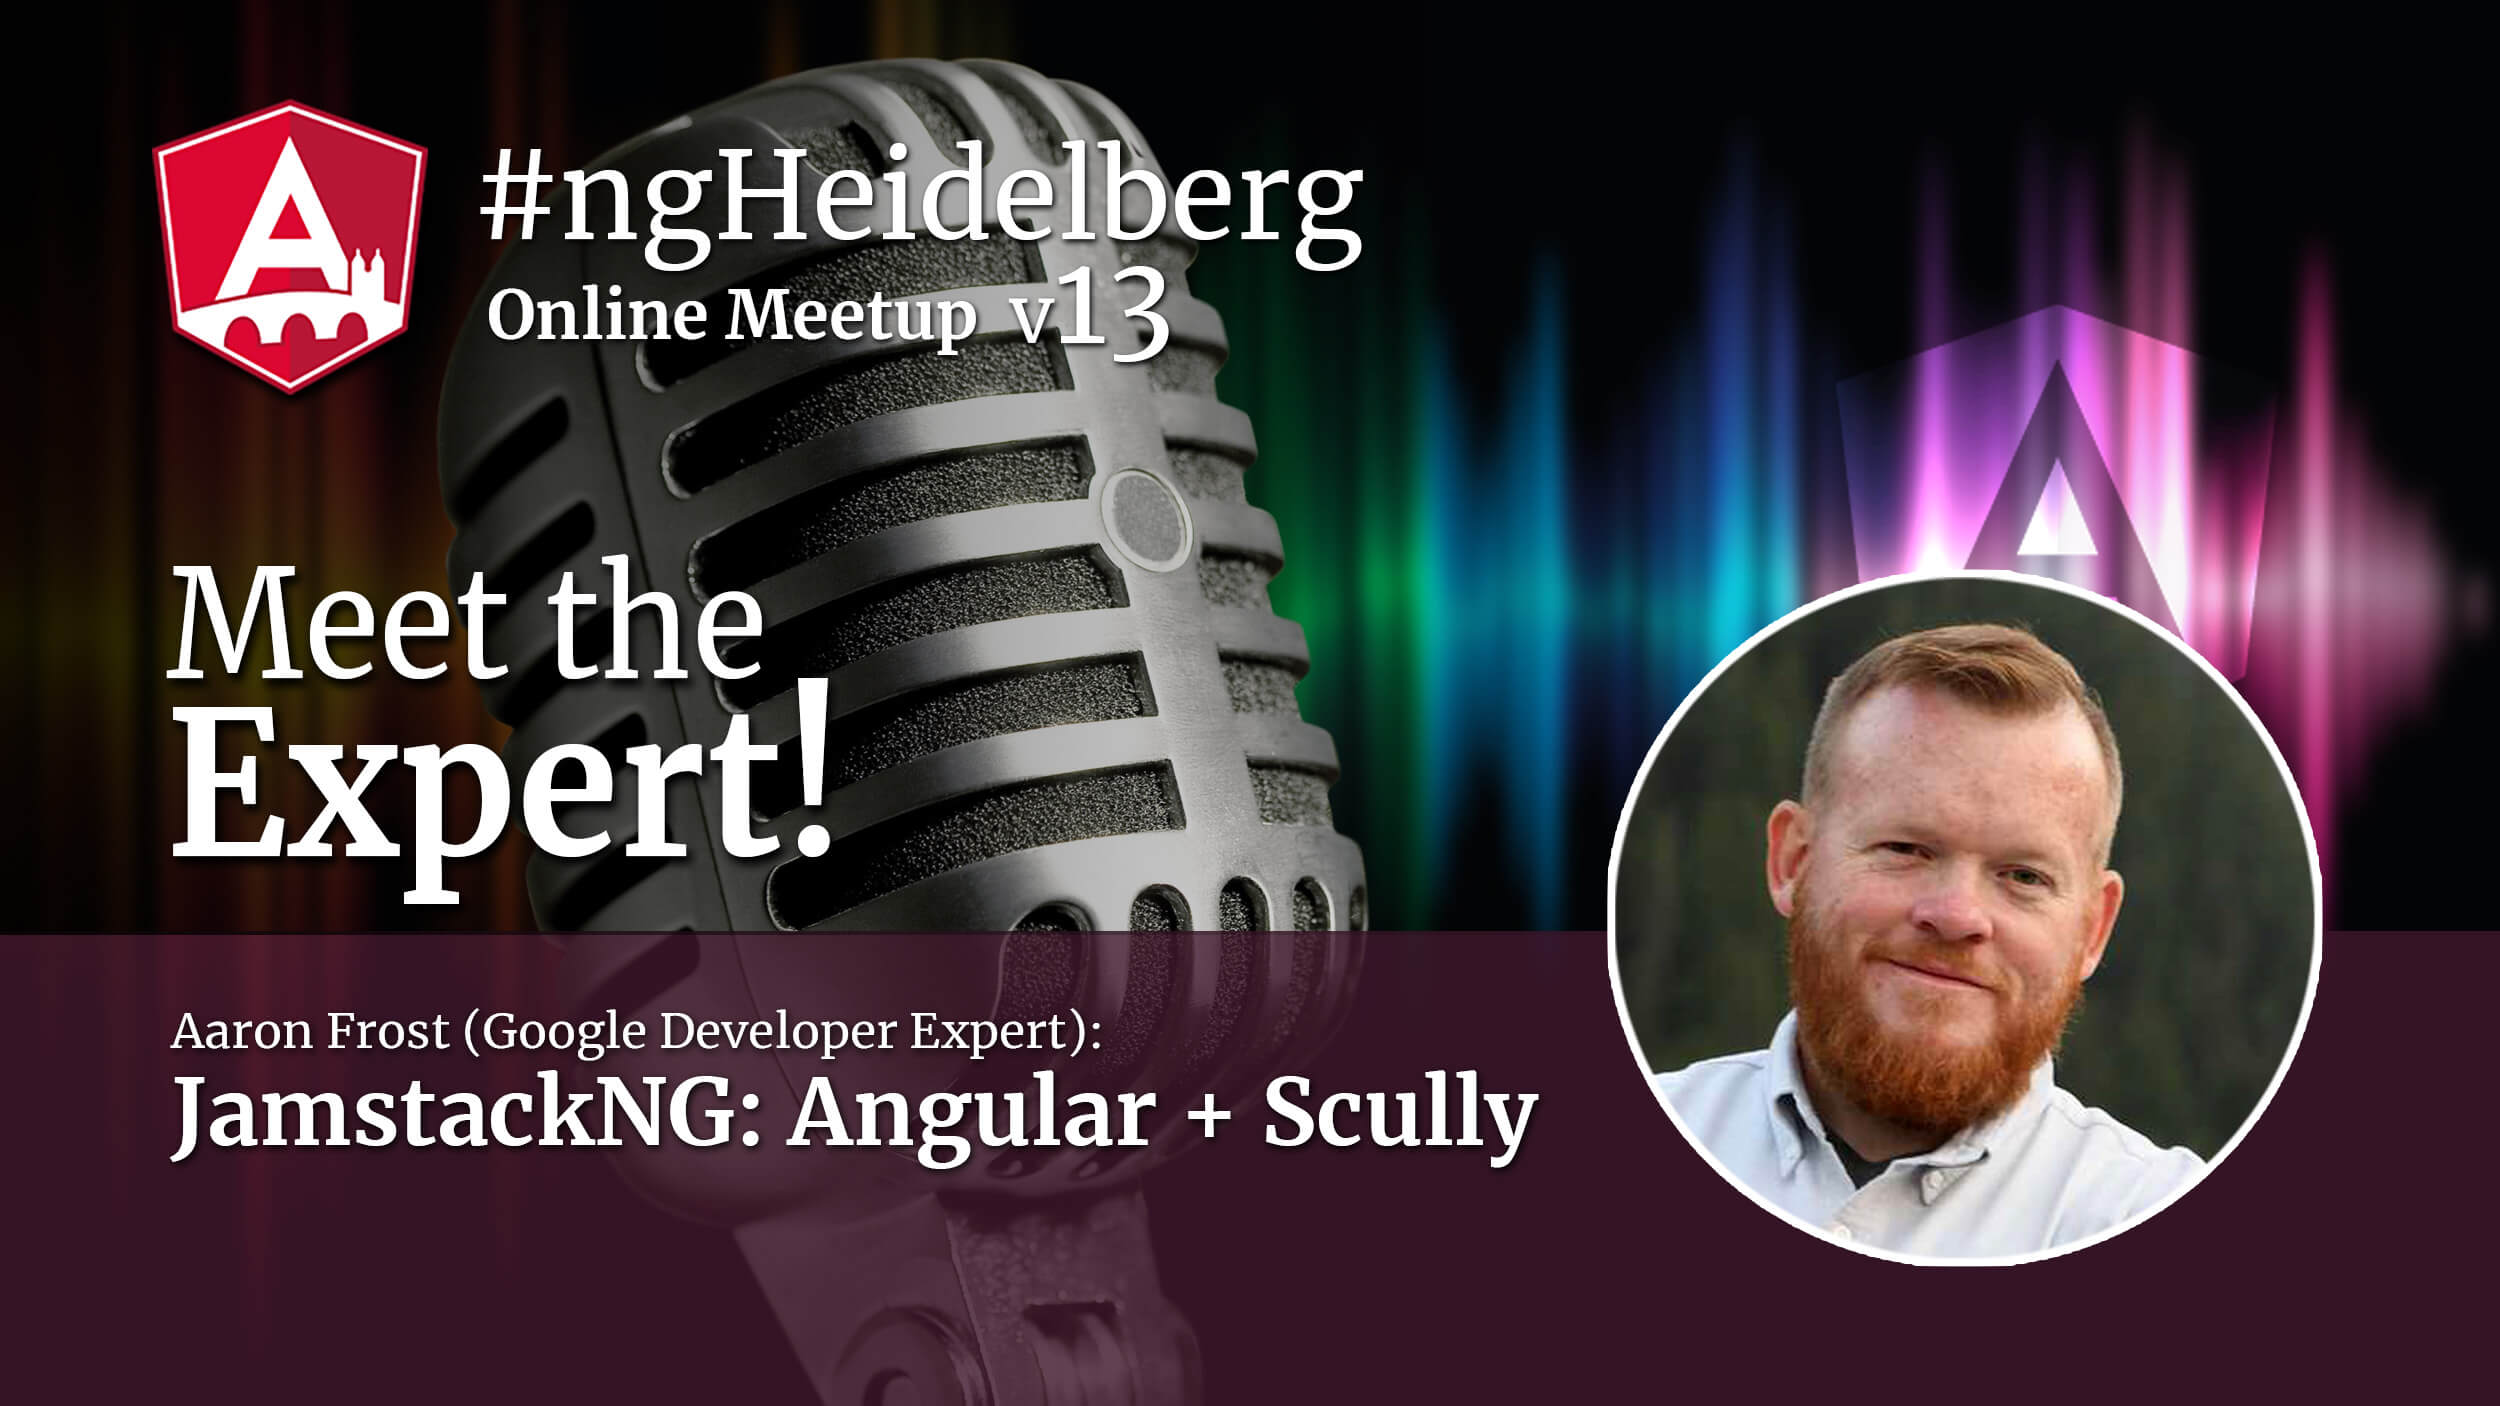 #ngHeidelberg
Online Meetup v13
Meet the
Expert!
Aaron Frost (Google Developer Expert):
JamstackNG: Angular + Scully